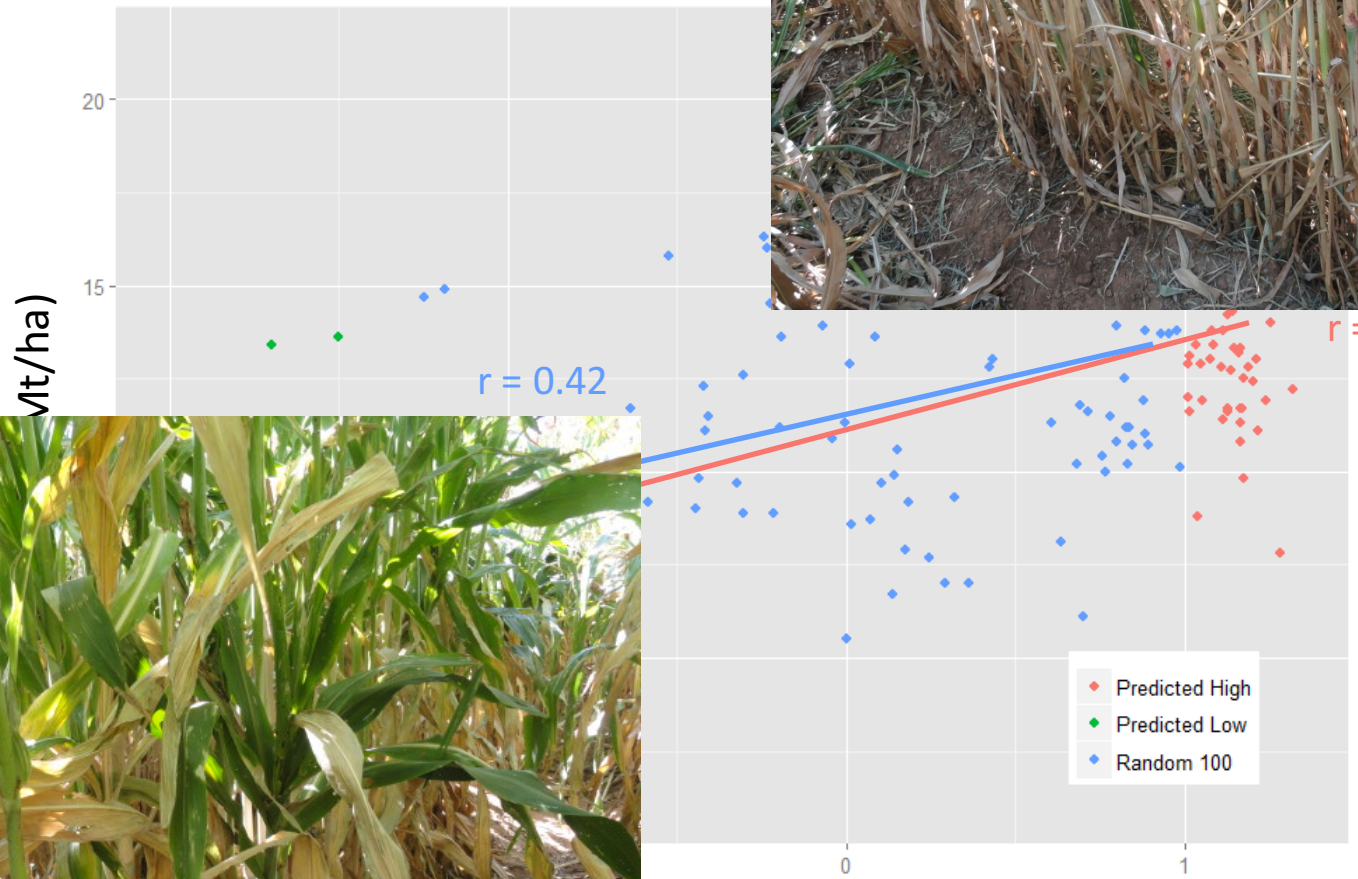 20
15
Mt/ha)
r = 0.42
r =
Predicted High
Predicted Low
Random 100
0
1